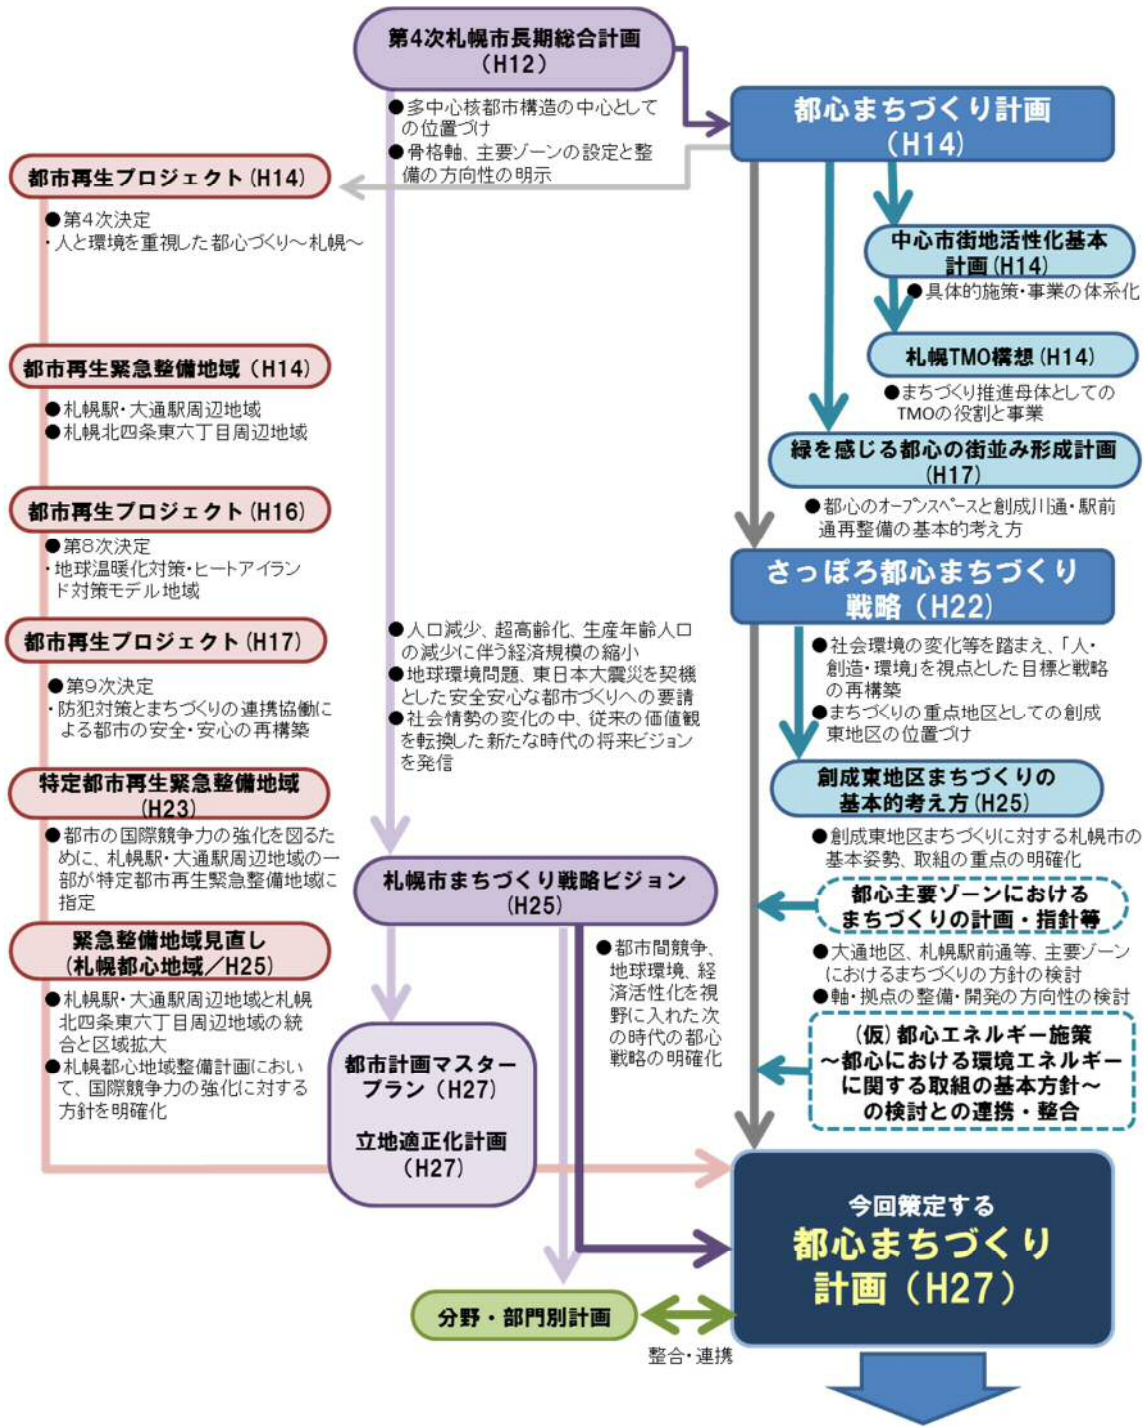 第4次札幌市長期総合計画
(H12)
●多中心核都市構造の中心として
の位置づけ
●骨格軸、主要ゾーンの設定と整
備の方向性の明示
都心まちづくり計画
(H14)
都市再生プロジェクト(H14)
●第4次決定
・人と環境を重視した都心づくり～札幌～
中心市街地活性化基本
計画(H14)
●具体的施策・事業の体系化
札幌TMO構想(H14)
●まちづくり推進母体としての
TMOの役割と事業
都市再生緊急整備地域(H14)
●札幌駅・大通駅周辺地域
●札幌北四条東六丁目周辺地域
緑を感じる都心の街並み形成計画
(H17)
●都心のオープンスペースと創成川通・駅前
通再整備の基本的考え方
都市再生プロジェクト(H16)
●第8次決定
・地球温暖化対策・ヒートアイラン
ド対策モデル地域
さっぽろ都心まちづくり
戦略(H22)
●社会環境の変化等を踏まえ、「人・
創造・環境」を視点とした目標と戦略
の再構築
●まちづくりの重点地区としての創成
東地区の位置づけ
都市再生プロジェクト(H17)
●第9次決定
・防犯対策とまちづくりの連携協働に
よる都市の安全・安心の再構築
●人口減少、超高齢化、生産年齢人口
の減少に伴う経済規模の縮小
●地球環境問題、東日本大震災を契機
とした安全安心な都市づくりへの要請
●社会情勢の変化の中、従来の価値観
を転換した新たな時代の将来ビジョン
を発信
特定都市再生緊急整備地域
(H23)
●都市の国際競争力の強化を図るた
めに、札幌駅・大通駅周辺地域の一
部が特定都市再生緊急整備地域に
指定
創成東地区まちづくりの
基本的考え方(H25)
●創成東地区まちづくりに対する札幌市の
基本姿勢、取組の重点の明確化
札幌市まちづくり戦略ビジョン
(H25)
都心主要ゾーンにおける
まちづくりの計画・指針等
●大通地区、札幌駅前通等、主要ゾーン
におけるまちづくりの方針の検討
●軸・拠点の整備・開発の方向性の検討
緊急整備地域見直し
(札幌都心地域/H25)
●札幌駅・大通駅周辺地域と札幌
北四条東六丁目周辺地域の統
合と区域拡大
●札幌都心地域整備計画におい
て、国際競争力の強化に対する
方針を明確化
●都市間競争、
地球環境、経
済活性化を視
野に入れた次
の時代の都心
戦略の明確化
都市計画マスター
プラン(H27)
立地適正化計画
(H27)
(仮)都心エネルギー施策
～都心における環境エネルギー
に関する取組の基本方針～
の検討との連携・整合
今回策定する
都心まちづくり
計画(H27)
分野・部門別計画
整合・連携